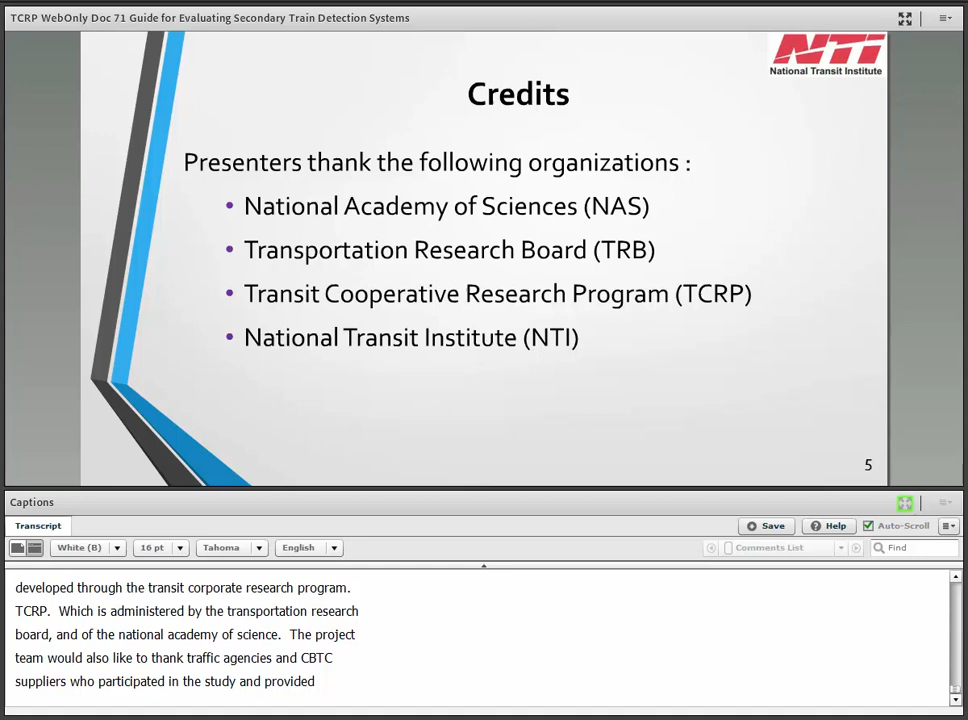 TCRP WebOnly Doc 71 Guide for Evaluating Secondary Train Detection Systems
NTI
National Transit Institute
Credits
Presenters thank the following organizations :
• National Academy of Sciences (NAS)
• Transportation Research Board (TRB)
• Transit Cooperative Research Program (TCRP)
• National Transit Institute (NTI)
5
Captions
Transcript
Save
Help
Auto-Scroll
White (B)
16 pt
Tahoma
English
Comments List
Find
developed through the transit corporate research program.
TCRP. Which is administered by the transportation research
board, and of the national academy of science. The project
team would also like to thank traffic agencies and CBTC
suppliers who participated in the study and provided